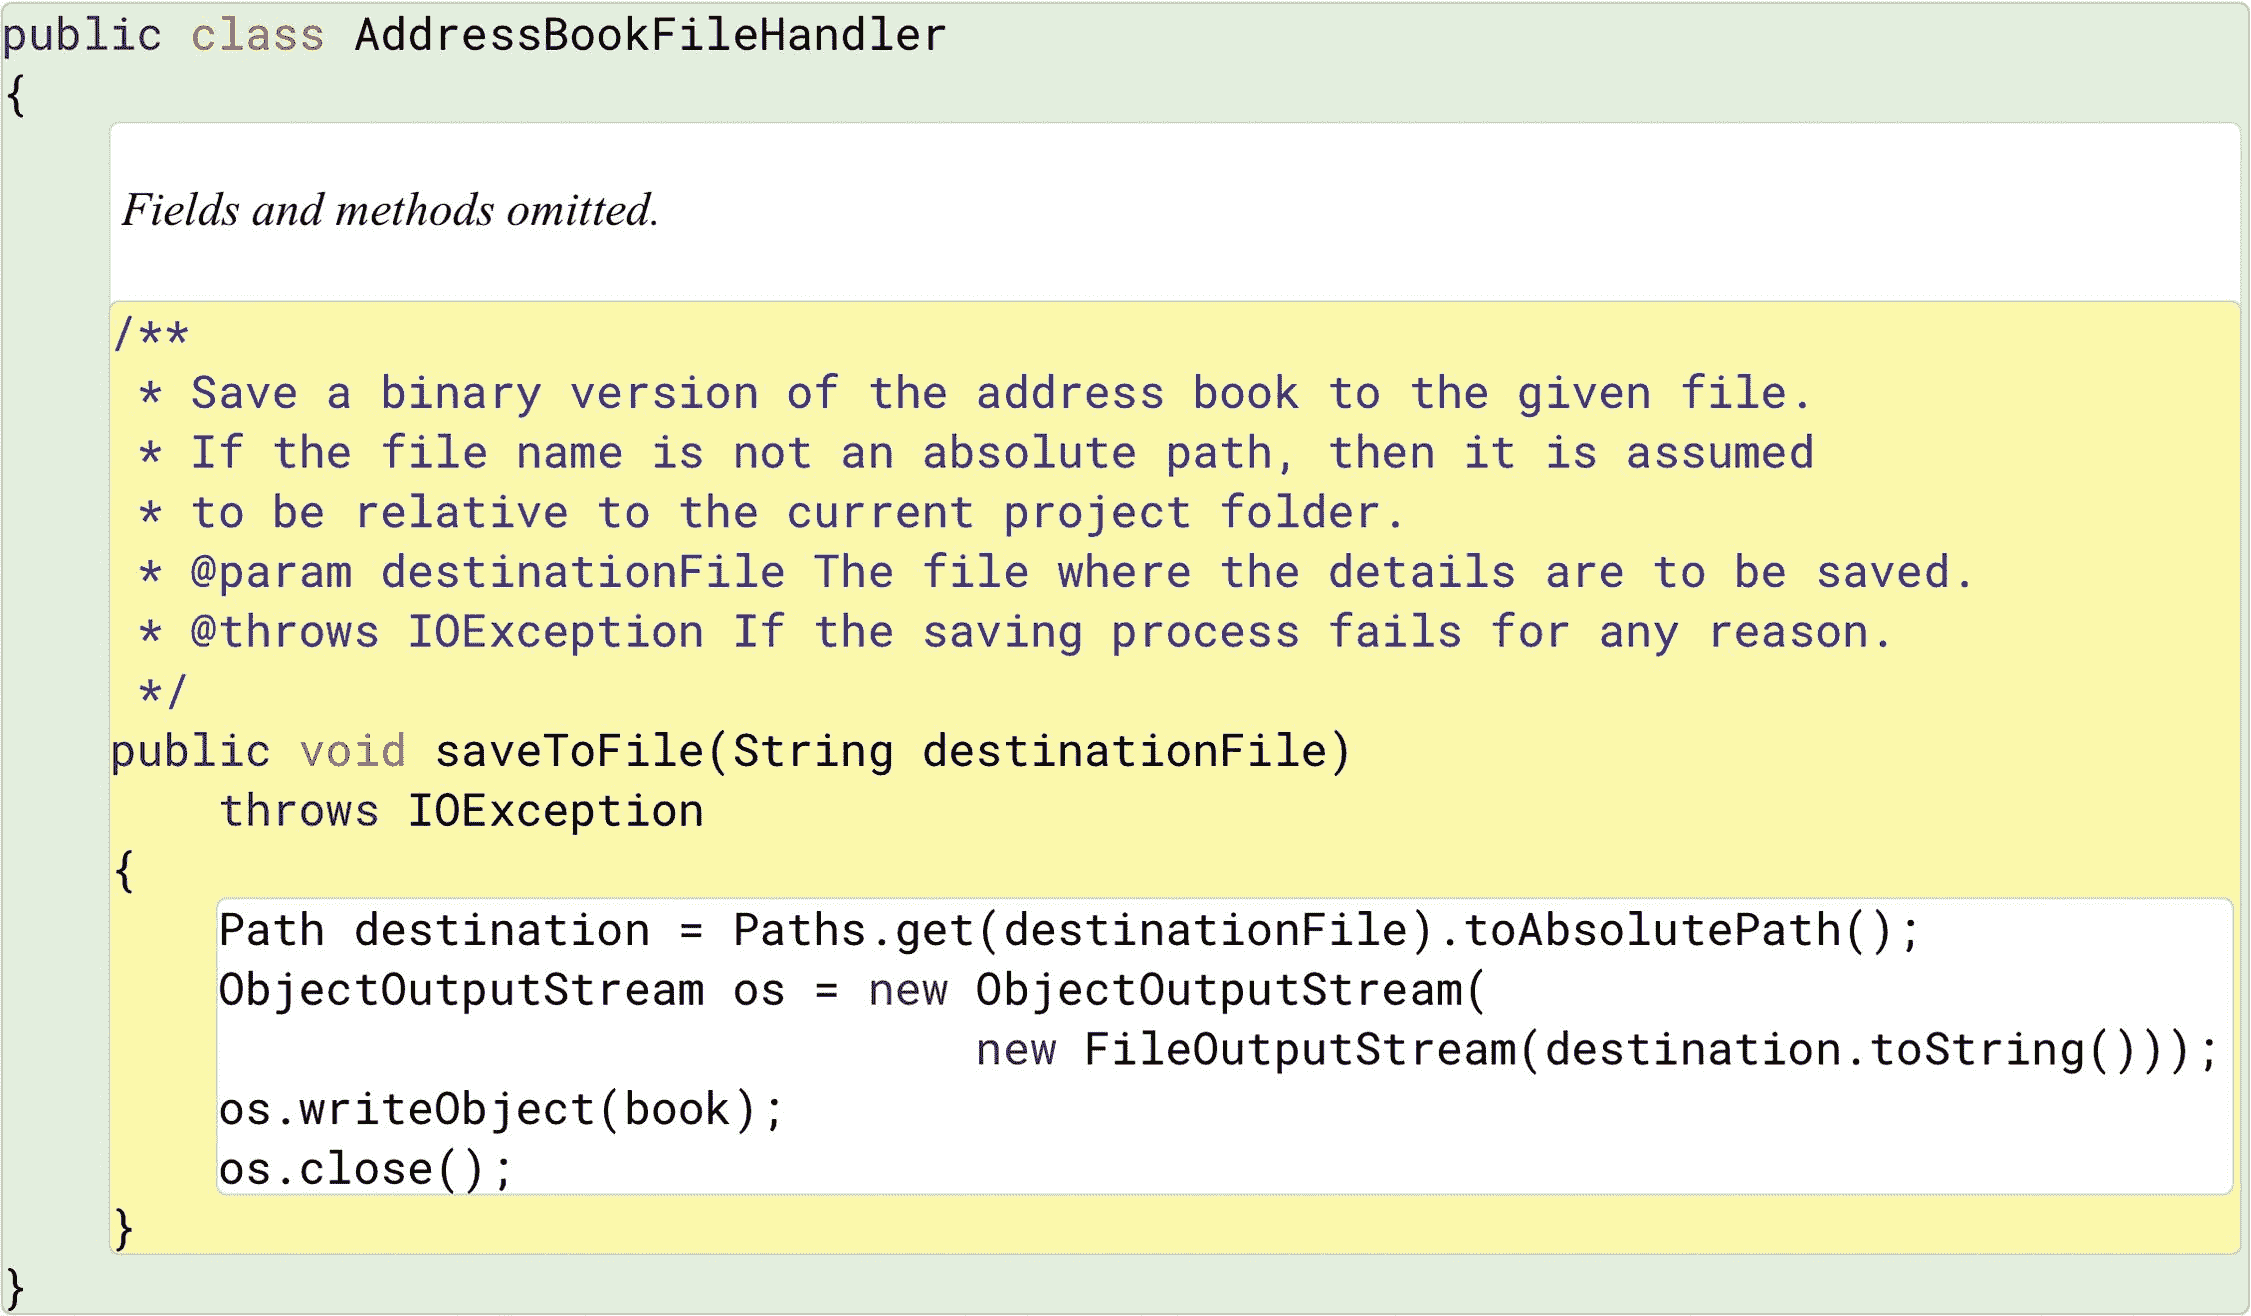 public class AddressBookFileHandler
{
Fields and methods omitted.
/**
* Save a binary version of the address book to the given file.
* If the file name is not an absolute path, then it is assumed
* to be relative to the current project folder.
* @param destinationFile The file where the details are to be saved.
* @throws IOException If the saving process fails for any reason.
*/
public void saveToFile(String destinationFile)
throws IOException
{
Path destination = Paths.get(destinationFile).toAbsolutePath();
ObjectOutputStream os = new ObjectOutputStream(
new FileOutputStream(destination.toString()));
os.writeObject(book);
os.close();
}
}